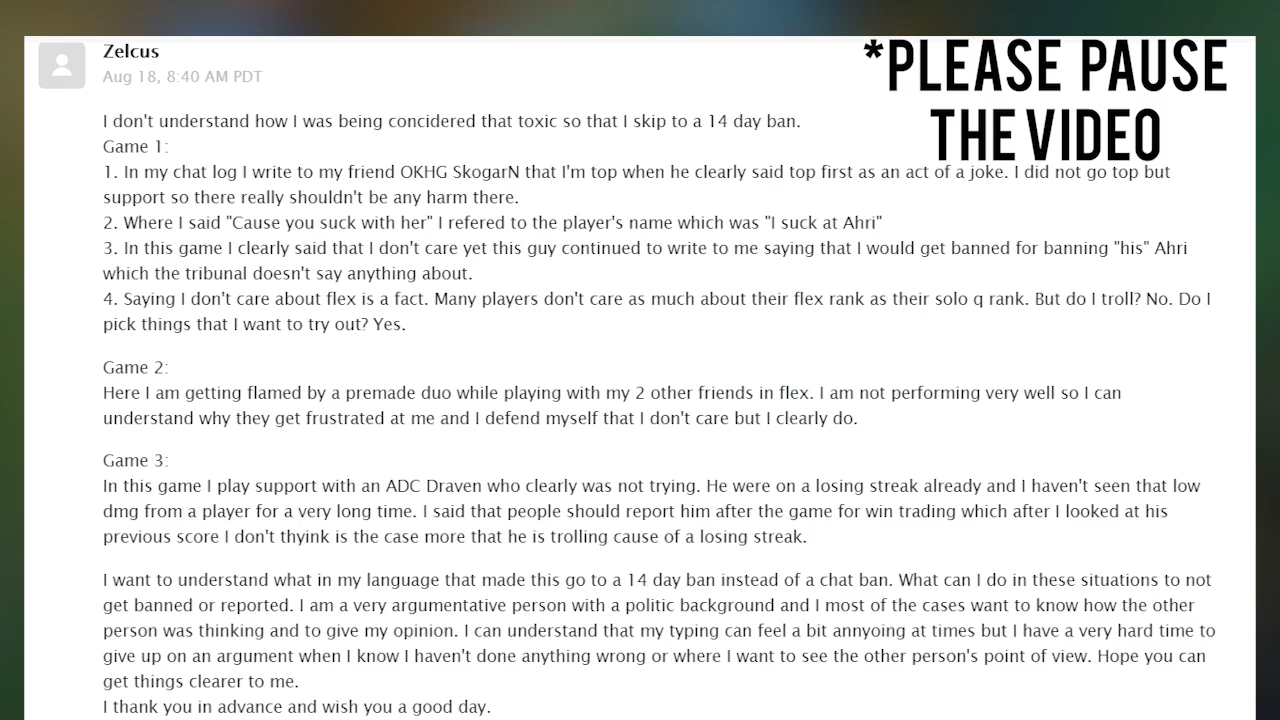 Zelcus
Aug 18, 8:40 AM PDT
*PLEASE PAUSE
THE VIDEO
I don't understand how I was being concidered that toxic so that I skip to a 14 day ban.
Game 1:
1. In my chat log I write to my friend OKHG SkogarN that I'm top when he clearly said top first as an act of a joke. I did not go top but
support so there really shouldn't be any harm there.
2. Where I said "Cause you suck with her" I refered to the player's name which was "I suck at Ahri"
3. In this game I clearly said that I don't care yet this guy continued to write to me saying that I would get banned for banning "his" Ahri
which the tribunal doesn't say anything about.
4. Saying I don't care about flex is a fact. Many players don't care as much about their flex rank as their solo q rank. But do I troll? No. Do I
pick things that I want to try out? Yes.
Game 2:
Here I am getting flamed by a premade duo while playing with my 2 other friends in flex. I am not performing very well so I can
understand why they get frustrated at me and I defend myself that I don't care but I clearly do.
Game 3:
In this game I play support with an ADC Draven who clearly was not trying. He were on a losing streak already and I haven't seen that low
dmg from a player for a very long time. I said that people should report him after the game for win trading which after I looked at his
previous score I don't thyink is the case more that he is trolling cause of a losing streak.
I want to understand what in my language that made this go to a 14 day ban instead of a chat ban. What can I do in these situations to not
get banned or reported. I am a very argumentative person with a politic background and I most of the cases want to know how the other
person was thinking and to give my opinion. I can understand that my typing can feel a bit annyoing at times but I have a very hard time to
give up on an argument when I know I haven't done anything wrong or where I want to see the other person's point of view. Hope you can
get things clearer to me.
I thank you in advance and wish you a good day.